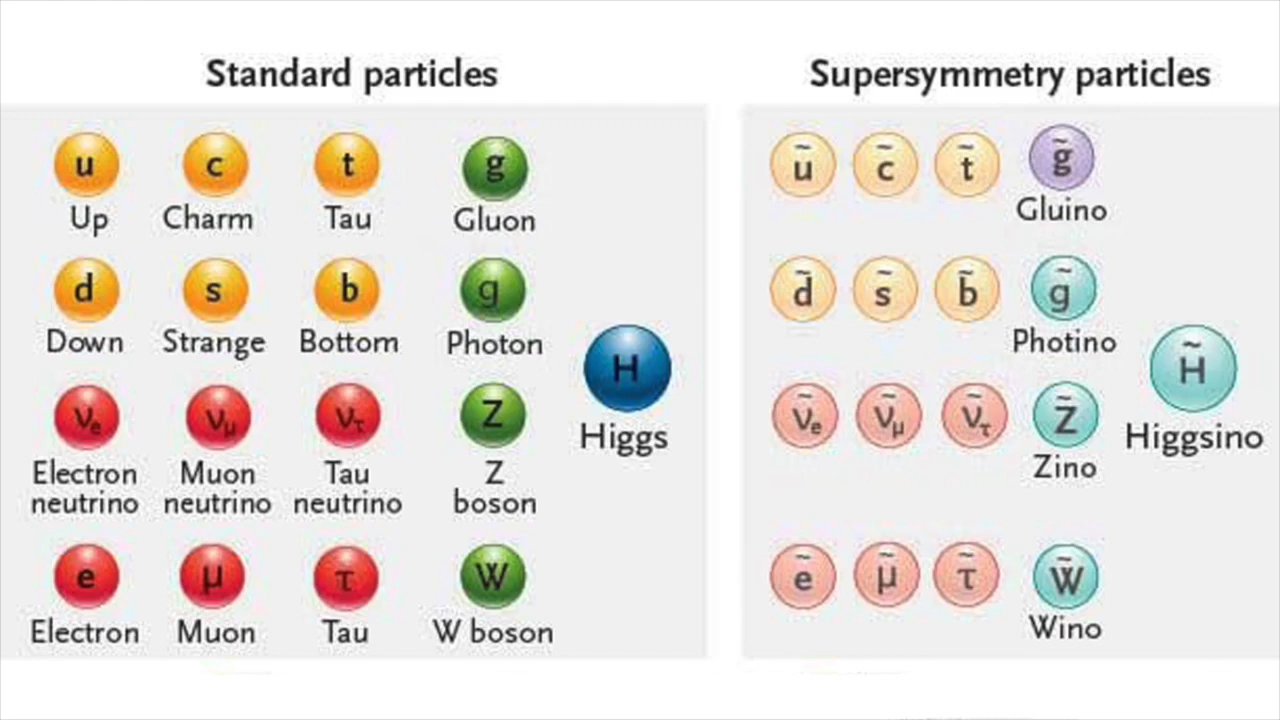 Standard particles
u c t g
Up Charm Tau Gluon
d s b g
Down Strange Bottom Photon
H
Higgs
νe νμ ντ Z
Electron Muon Tau Z
neutrino neutrino neutrino boson
e μ τ W
Electron Muon Tau W boson
Supersymmetry particles
ũ c̃ t̃ g̃
Gluino
d̃ s̃ b̃ g̃
Photino
H̃
Higgsino
ν̃e ν̃μ ν̃τ Z̃
Zino
ẽ μ̃ τ̃ W̃
Wino